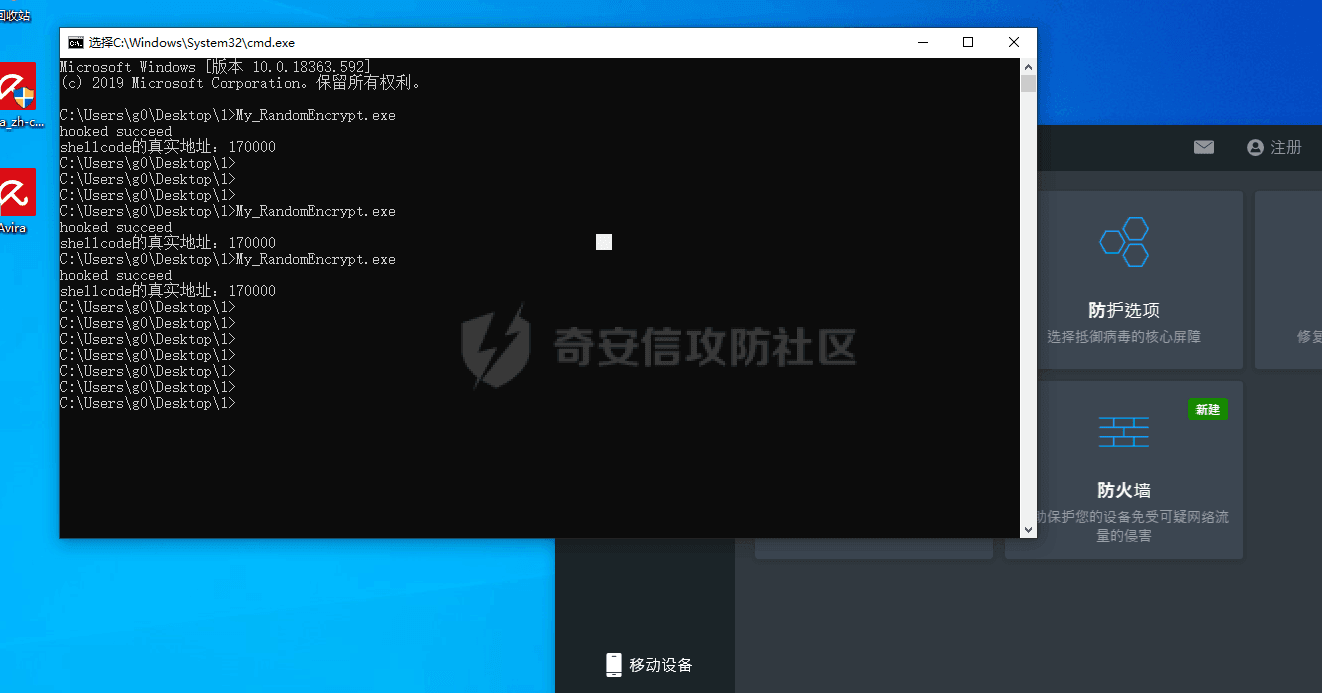 回收站
a_zh-c...
Avira
选择C:\Windows\System32\cmd.exe
Microsoft Windows [版本 10.0.18363.592]
(c) 2019 Microsoft Corporation。保留所有权利。
C:\Users\g0\Desktop\1>My_RandomEncrypt.exe
hooked succeed
shellcode的真实地址: 170000
C:\Users\g0\Desktop\1>
C:\Users\g0\Desktop\1>
C:\Users\g0\Desktop\1>
C:\Users\g0\Desktop\1>My_RandomEncrypt.exe
hooked succeed
shellcode的真实地址: 170000
C:\Users\g0\Desktop\1>My_RandomEncrypt.exe
hooked succeed
shellcode的真实地址: 170000
C:\Users\g0\Desktop\1>
C:\Users\g0\Desktop\1>
C:\Users\g0\Desktop\1>
C:\Users\g0\Desktop\1>
C:\Users\g0\Desktop\1>
C:\Users\g0\Desktop\1>
C:\Users\g0\Desktop\1>
奇安信攻防社区
注册
防护选项
选择抵御病毒的核心屏障
修复
新建
防火墙
助保护您的设备免受可疑网络流
量的侵害
移动设备